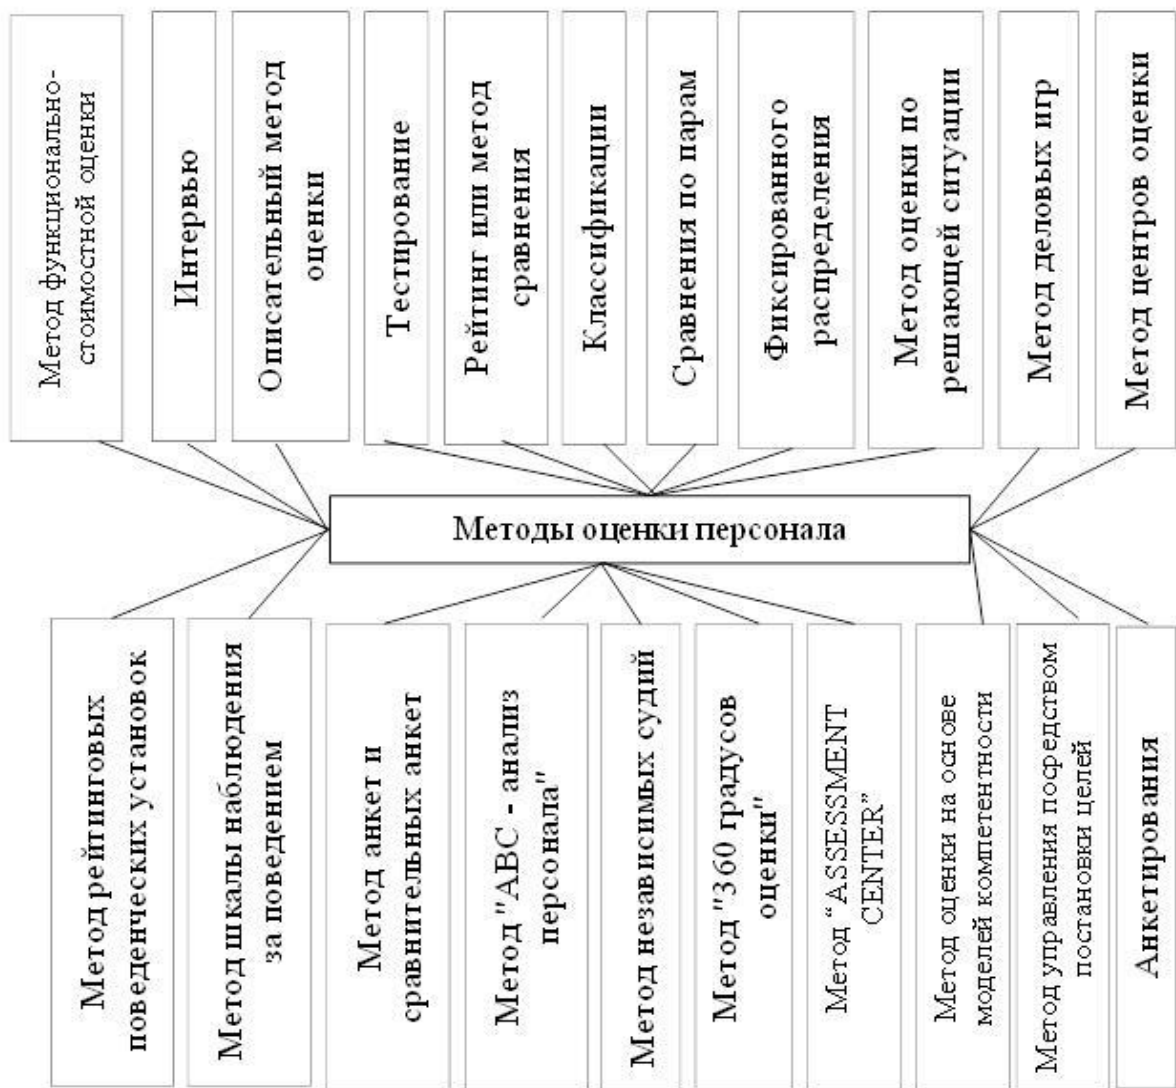 Метод функционально-
стоимостной оценки
Интервью
Описательный метод
оценки
Тестирование
Рейтинг или метод
сравнения
Классификации
Сравнения по парам
Фиксированного
распределения
Метод оценки по
решающей ситуации
Метод деловых игр
Метод центров оценки
Методы оценки персонала
Метод рейтинговых
поведенческих установок
Метод шкалы наблюдения
за поведением
Метод анкет и
сравнительных анкет
Метод "АВС - анализ
персонала"
Метод независимых судий
Метод "360 градусов
оценки"
Метод “ASSESSMENT
CENTER”
Метод оценки на основе
моделей компетентности
Метод управления посредством
постановки целей
Анкетирования